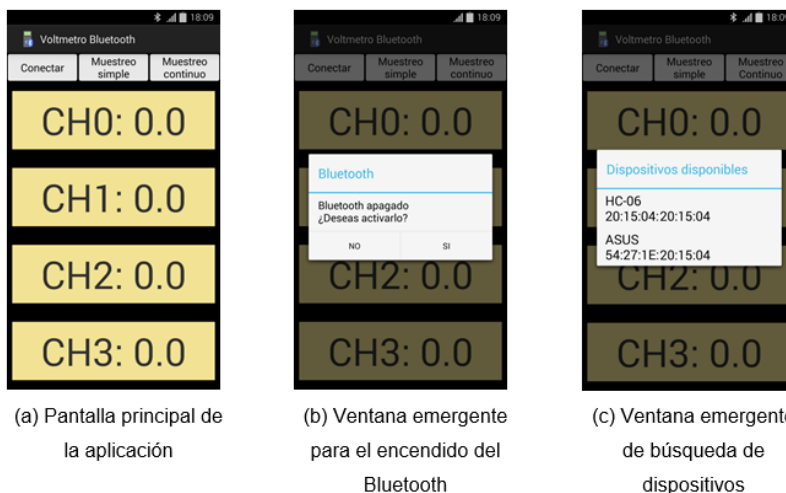 18:09
Voltmetro Bluetooth
Conectar
Muestreo
simple
Muestreo
continuo
CH0: 0.0
CH1: 0.0
CH2: 0.0
CH3: 0.0
(a) Pantalla principal de
la aplicación
18:09
Voltmetro Bluetooth
Conectar
Muestreo
simple
Muestreo
continuo
CH0: 0.0
Bluetooth
Bluetooth apagado
¿Deseas activarlo?
NO
SI
CH2: 0.0
CH3: 0.0
(b) Ventana emergente
para el encendido del
Bluetooth
18:09
Voltmetro Bluetooth
Conectar
Muestreo
simple
Muestreo
Continuo
CH0: 0.0
Dispositivos disponibles
HC-06
20:15:04:20:15:04
ASUS
54:27:1E:20:15:04
CH2: 0.0
CH3: 0.0
(c) Ventana emergente
de búsqueda de
dispositivos